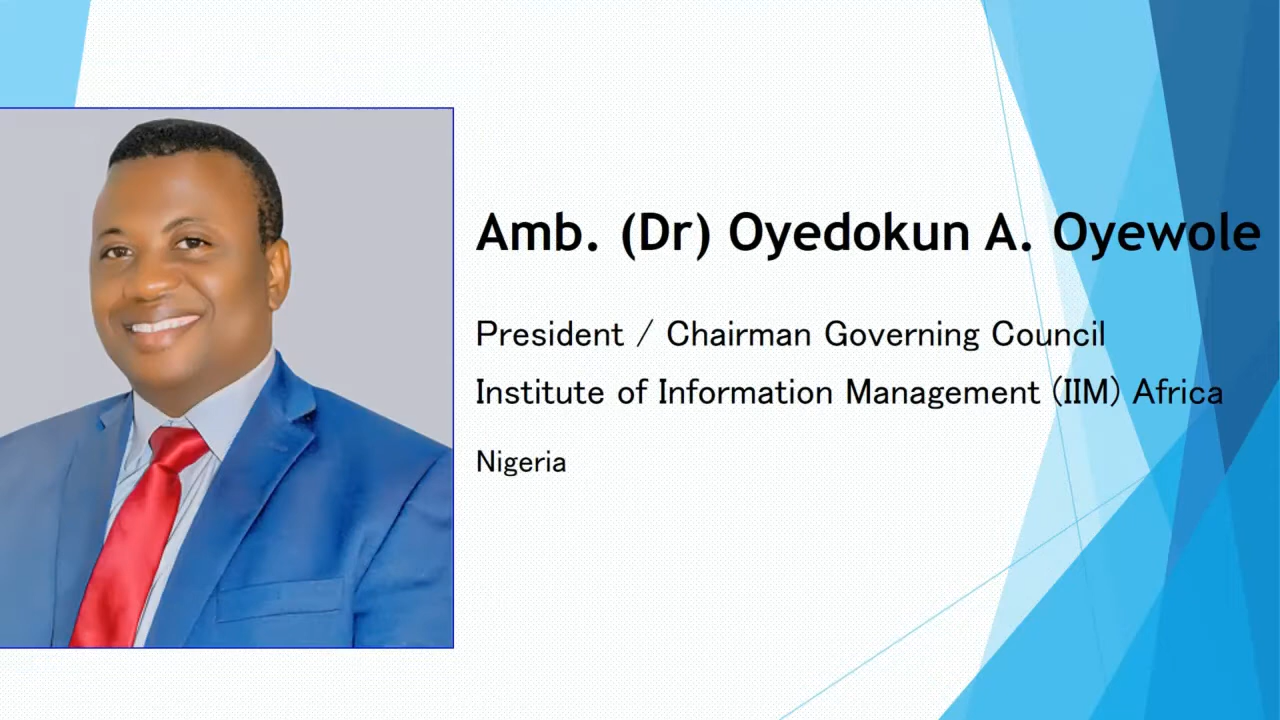 Amb. (Dr) Oyedokun A. Oyewole
President / Chairman Governing Council
Institute of Information Management (IIM) Africa
Nigeria